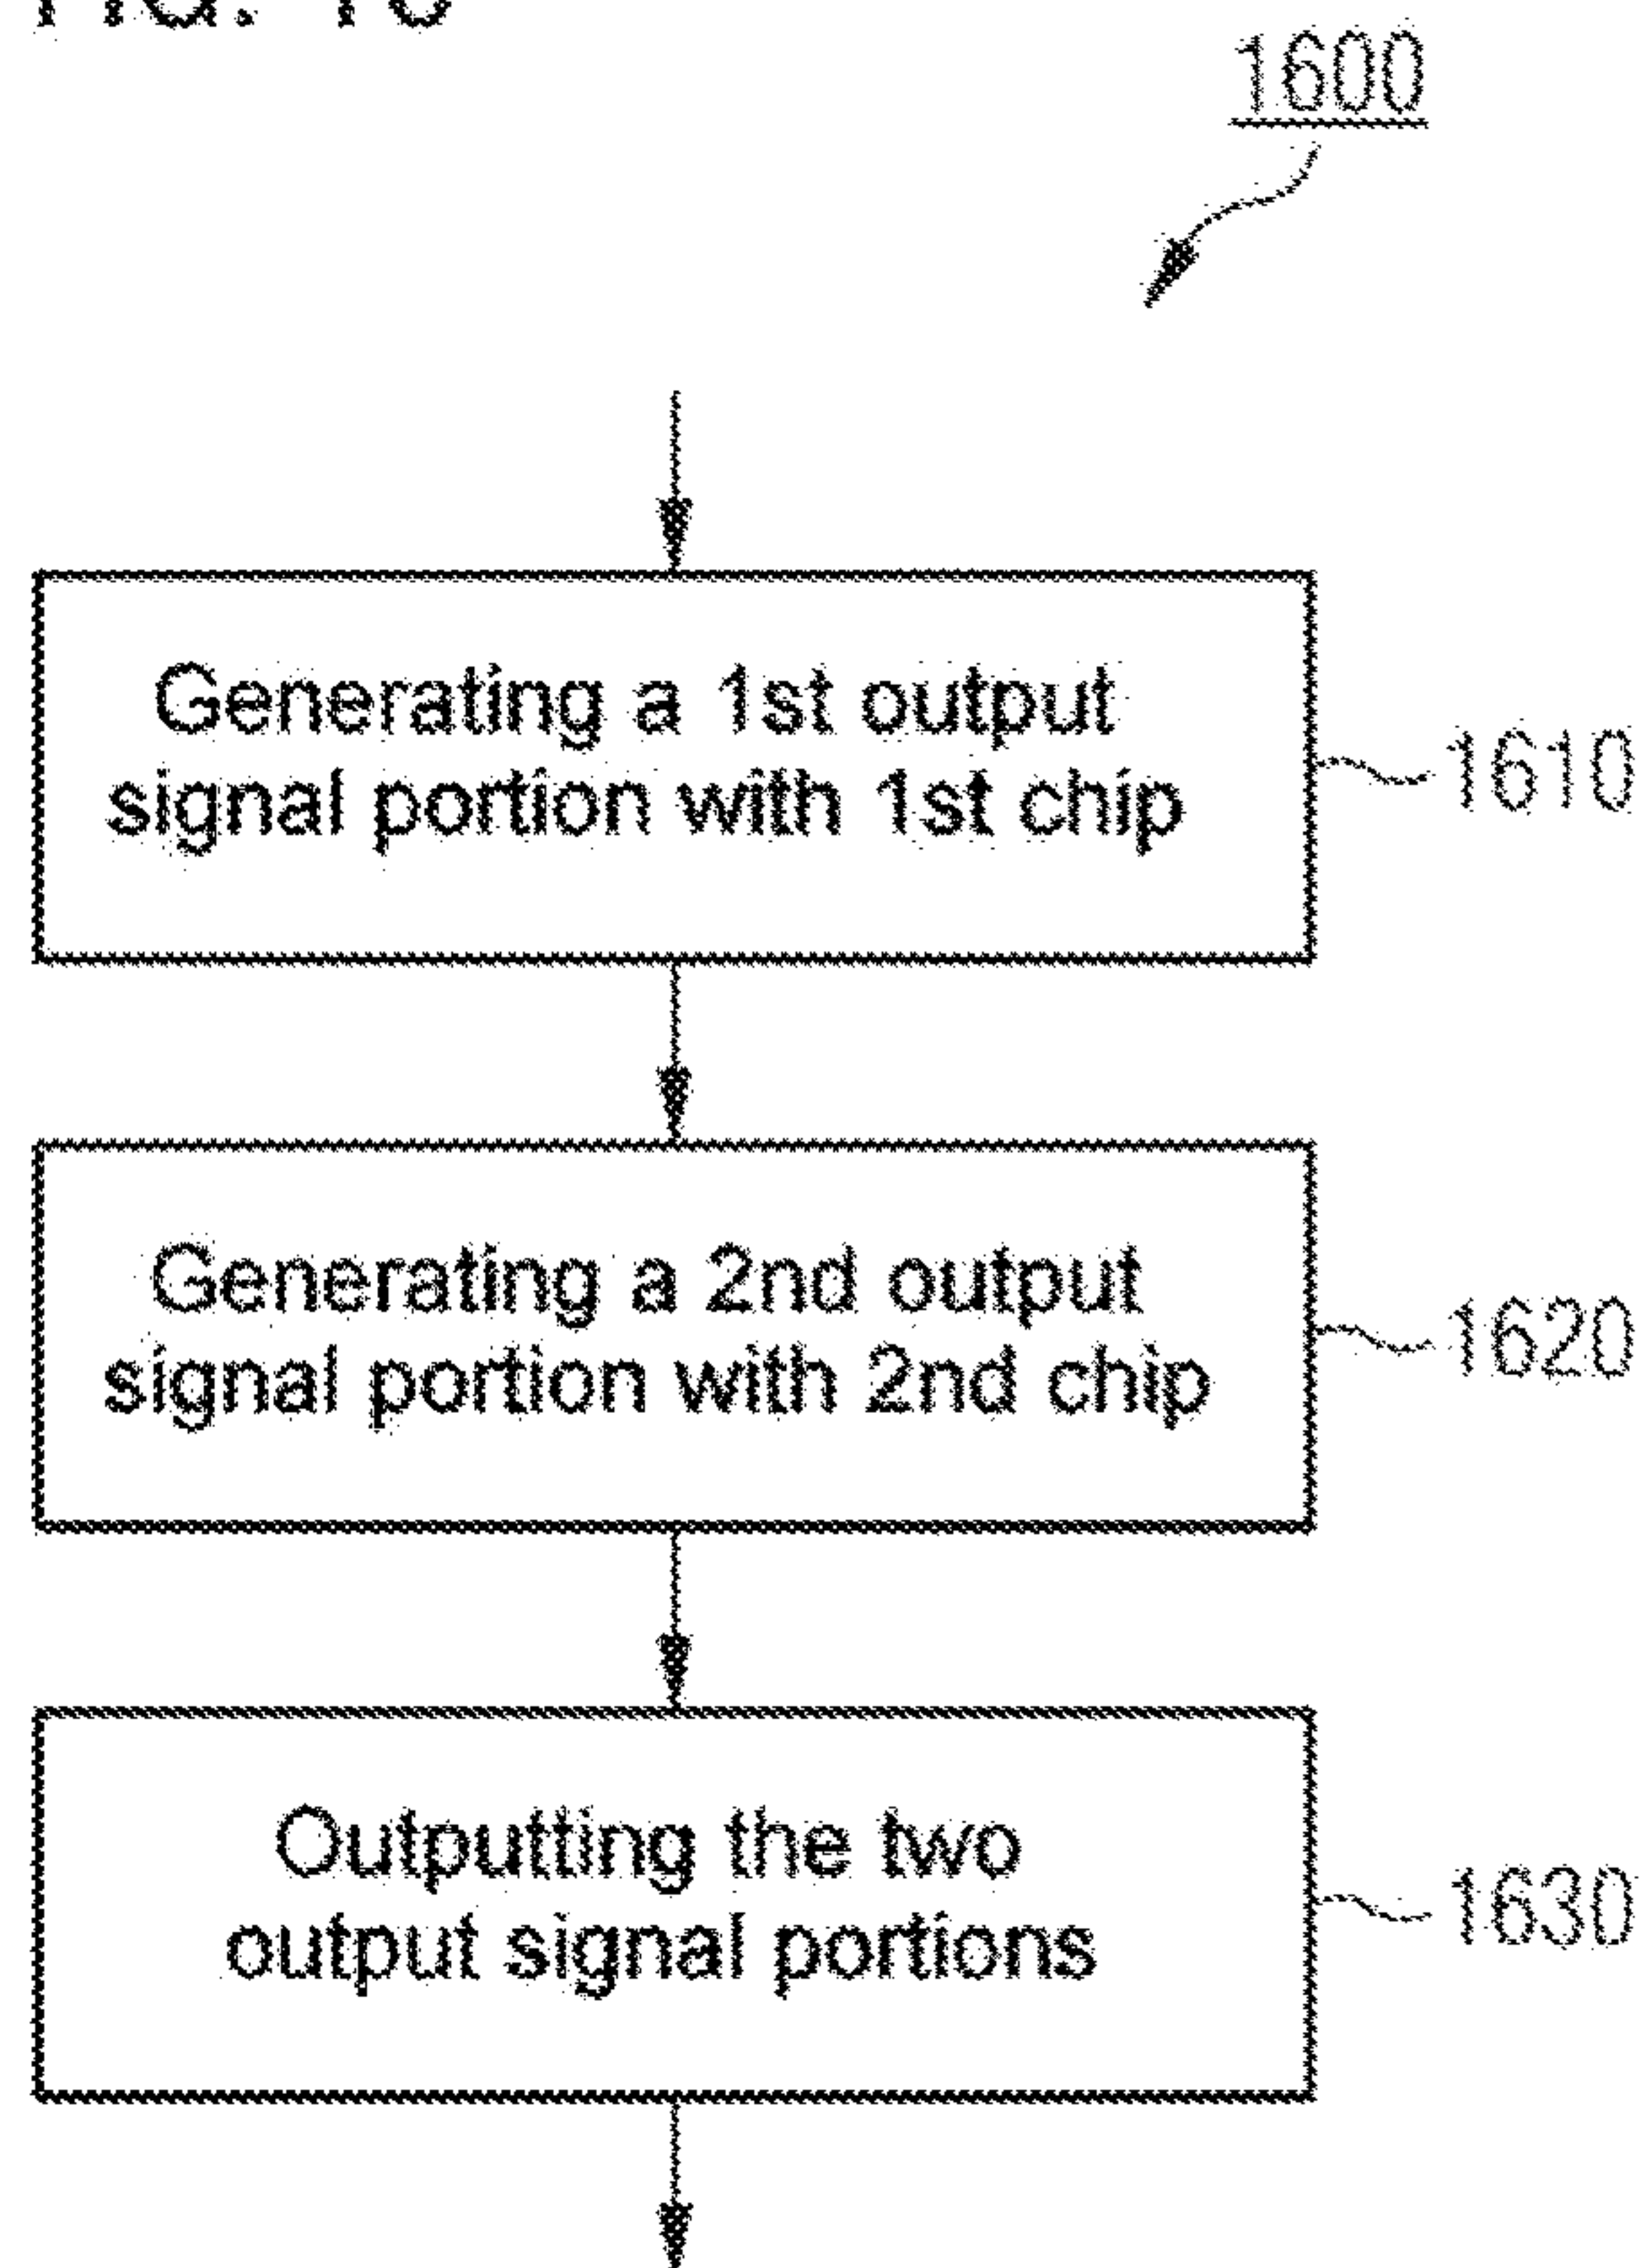 1600
Generating a 1st output
signal portion with 1st chip
1610
Generating a 2nd output
signal portion with 2nd chip
1620
Outputting the two
output signal portions
1630